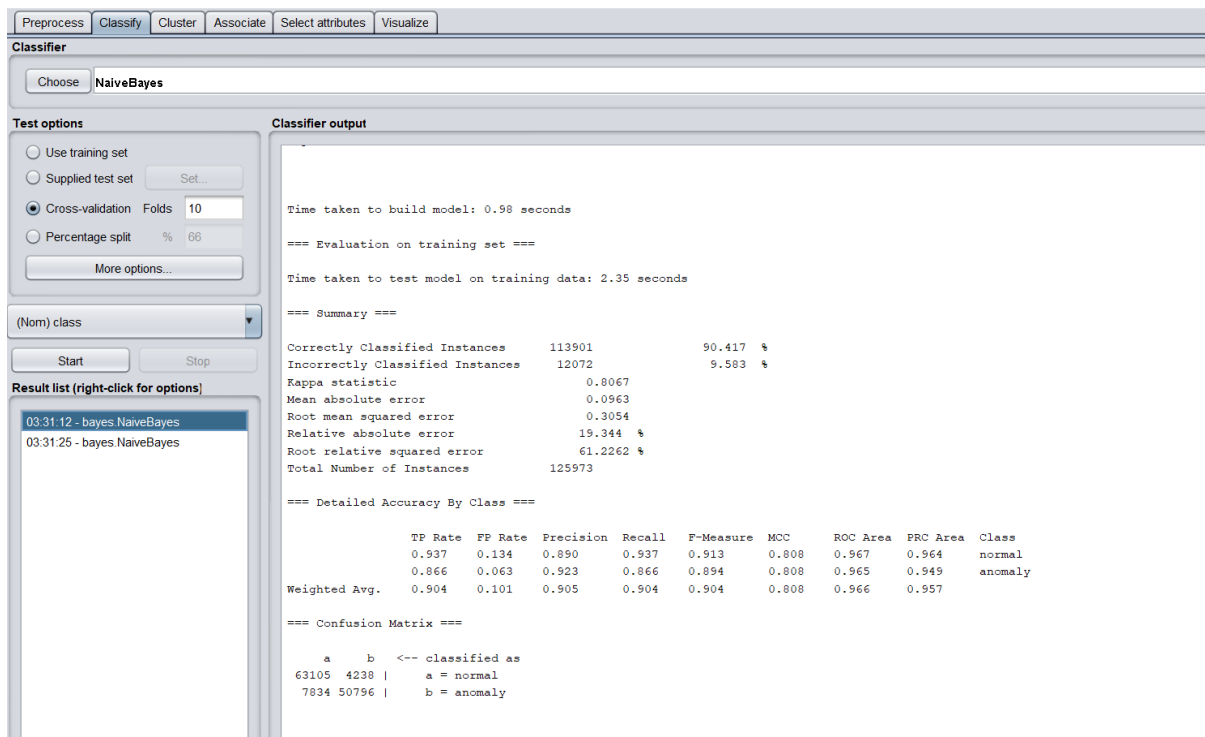 Preprocess Classify Cluster Associate Select attributes Visualize
Classifier
Choose NaiveBayes
Test options
Use training set
Supplied test set Set...
Cross-validation Folds 10
Percentage split % 66
More options...
(Nom) class
Start Stop
Result list (right-click for options)
03:31:12 - bayes.NaiveBayes
03:31:25 - bayes.NaiveBayes
Classifier output
Time taken to build model: 0.98 seconds
=== Evaluation on training set ===
Time taken to test model on training data: 2.35 seconds
=== Summary ===
Correctly Classified Instances 113901 90.417 %
Incorrectly Classified Instances 12072 9.583 %
Kappa statistic 0.8067
Mean absolute error 0.0963
Root mean squared error 0.3054
Relative absolute error 19.344 %
Root relative squared error 61.2262 %
Total Number of Instances 125973
=== Detailed Accuracy By Class ===
TP Rate FP Rate Precision Recall F-Measure MCC ROC Area PRC Area Class
0.937 0.134 0.890 0.937 0.913 0.808 0.967 0.964 normal
0.866 0.063 0.923 0.866 0.894 0.808 0.965 0.949 anomaly
Weighted Avg. 0.904 0.101 0.905 0.904 0.904 0.808 0.966 0.957
=== Confusion Matrix ===
a b <-- classified as
63105 4238 | a = normal
7834 50796 | b = anomaly